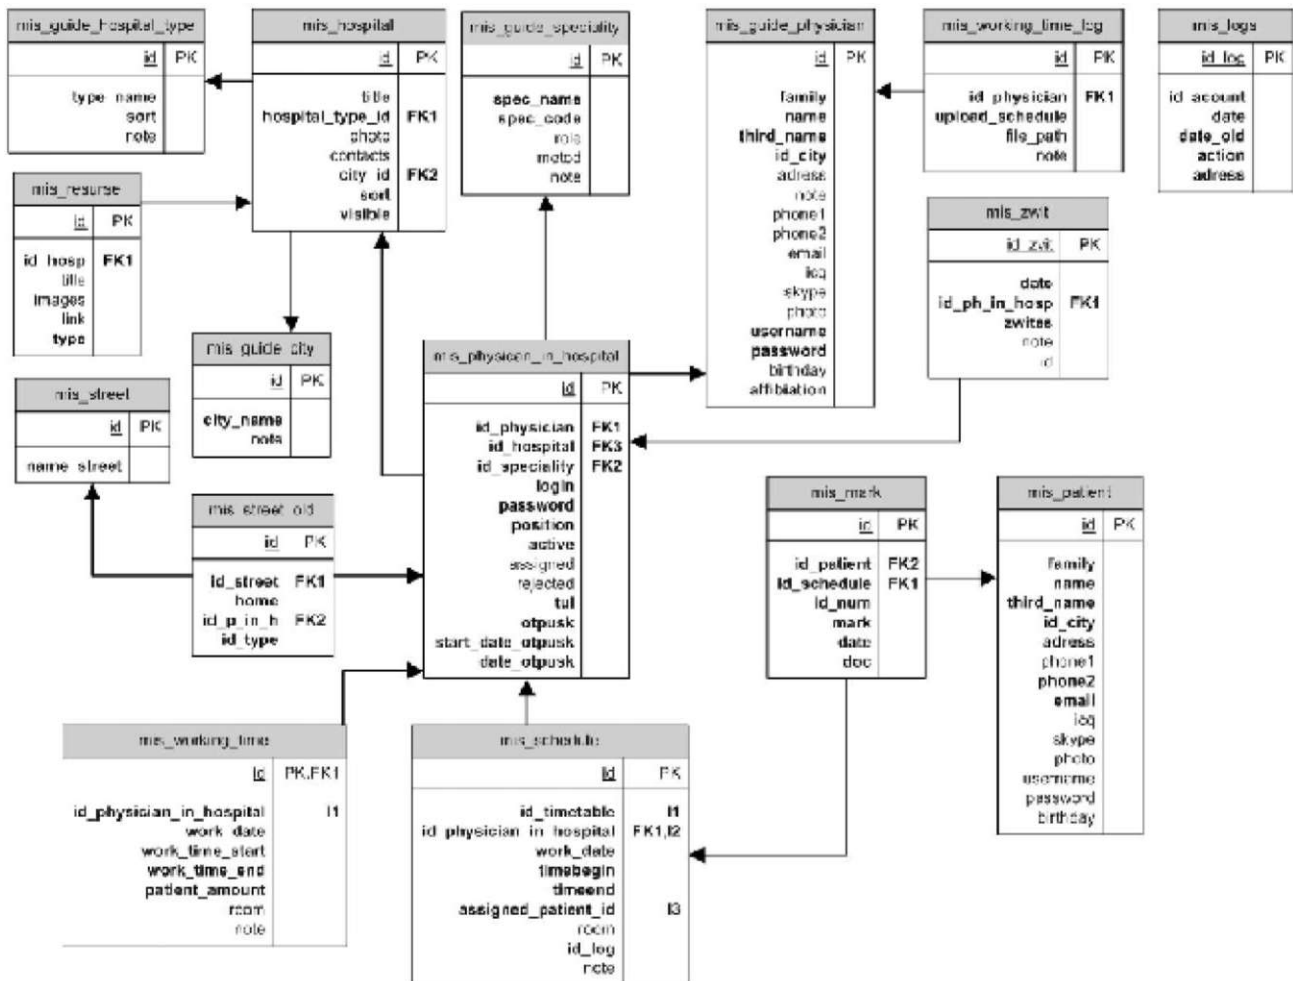 mis_guide_hospital_type
id PK
type_name
sort
note
mis_hospital
id PK
title
hospital_type_id FK1
photo
contacts
city_id FK2
sort
visible
mis_guide_speciality
id PK
spec_name
spec_code
role
metod
note
mis_guide_physician
id PK
family
name
third_name
id_city
adress
note
phone1
phone2
email
icq
skype
photo
username
password
birthday
affibiiation
mis_working_time_log
id PK
id_physician FK1
upload_schedule
file_path
note
mis_logs
id_log PK
id_acount
date
date_old
action
adress
mis_resurse
id PK
id_hosp FK1
title
images
link
type
mis_zwit
id_zvit PK
date
id_ph_in_hosp FK1
zwites
note
id
mis_guide_city
id PK
city_name
note
mis_street
id PK
name_street
mis_physican_in_hospital
id PK
id_physician FK1
id_hospital FK3
id_speciality FK2
login
password
position
active
assigned
rejected
tul
otpusk
start_date_otpusk
date_otpusk
mis_street_old
id PK
id_street FK1
home
id_p_in_h FK2
id_type
mis_mark
id PK
id_patient FK2
id_schedule FK1
id_num
mark
date
doc
mis_patient
id PK
family
name
third_name
id_city
adress
phone1
phone2
email
icq
skype
photo
username
password
birthday
mis_working_time
id PK,FK1
id_physician_in_hospital I1
work_date
work_time_start
work_time_end
patient_amount
room
note
mis_schedule
id PK
id_timetable I1
id_physician_in_hospital FK1,I2
work_date
timebegin
timeend
assigned_patient_id I3
room
id_log
note